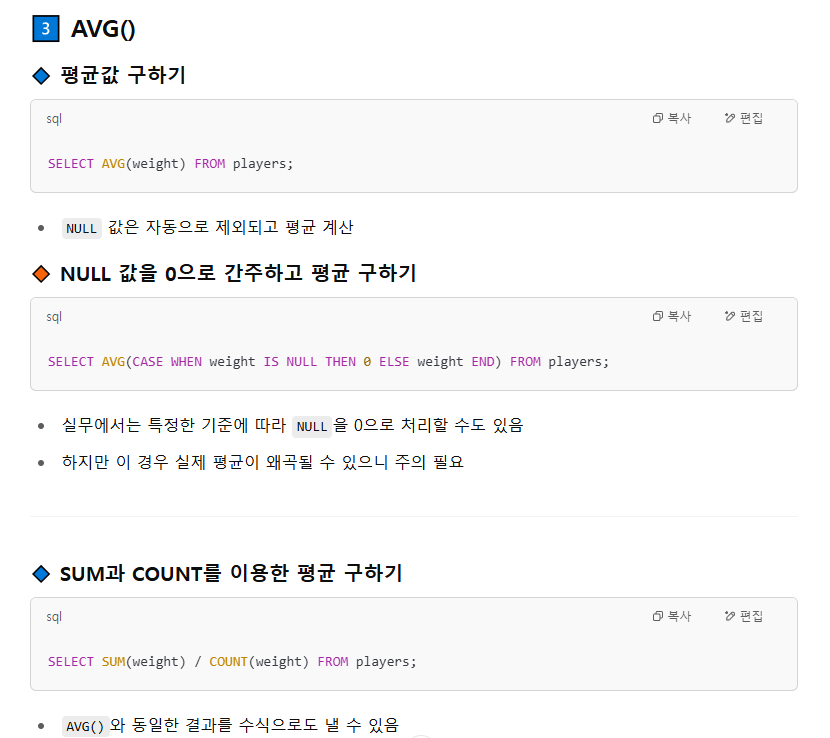 3 AVG()
평균값 구하기
sql 복사 편집
SELECT AVG(weight) FROM players;
NULL 값은 자동으로 제외되고 평균 계산
NULL 값을 0으로 간주하고 평균 구하기
sql 복사 편집
SELECT AVG(CASE WHEN weight IS NULL THEN 0 ELSE weight END) FROM players;
실무에서는 특정한 기준에 따라 NULL을 0으로 처리할 수도 있음
하지만 이 경우 실제 평균이 왜곡될 수 있으니 주의 필요
SUM과 COUNT를 이용한 평균 구하기
sql 복사 편집
SELECT SUM(weight) / COUNT(weight) FROM players;
AVG()와 동일한 결과를 수식으로도 낼 수 있음